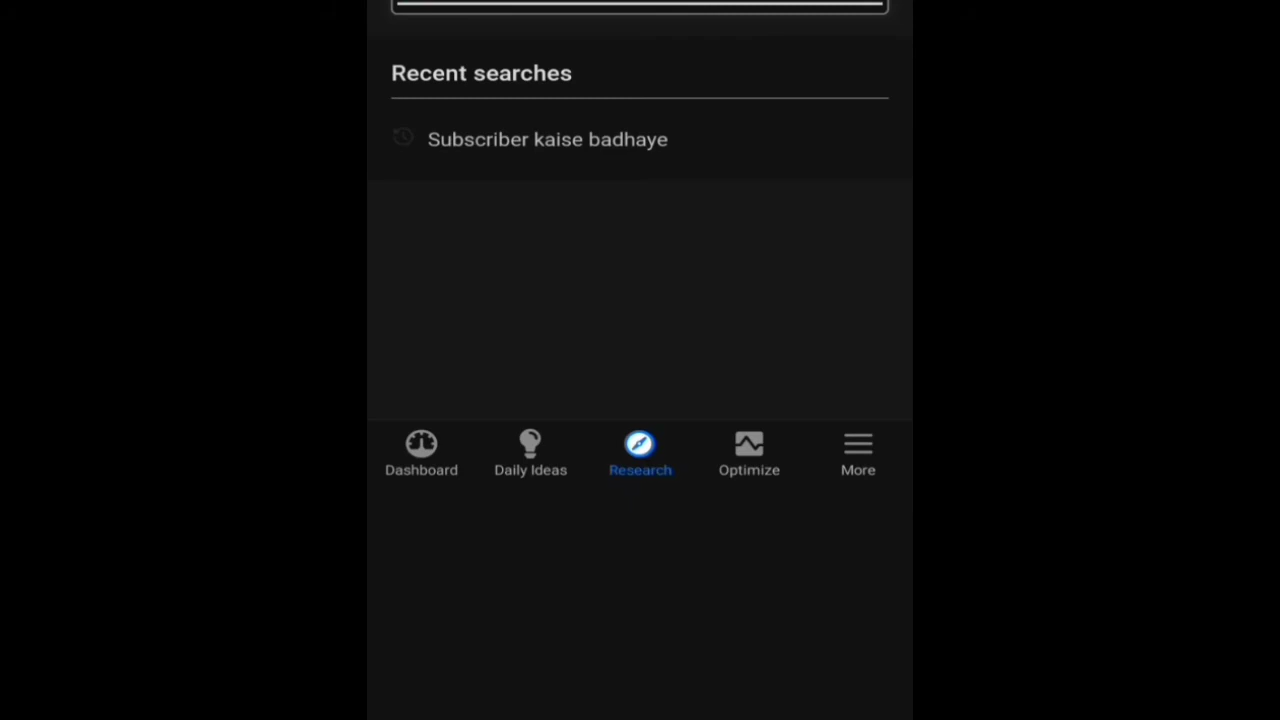 Recent searches
Subscriber kaise badhaye
Dashboard Daily Ideas Research Optimize More